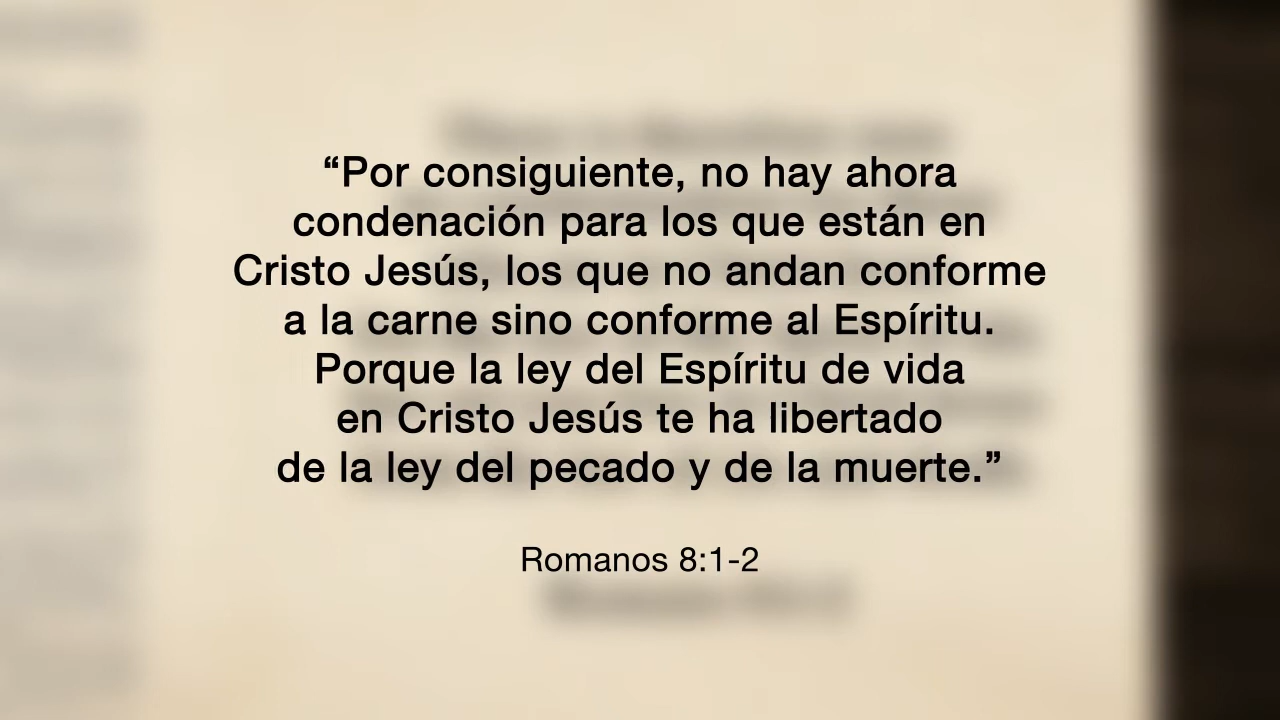 “Por consiguiente, no hay ahora
condenación para los que están en
Cristo Jesús, los que no andan conforme
a la carne sino conforme al Espíritu.
Porque la ley del Espíritu de vida
en Cristo Jesús te ha libertado
de la ley del pecado y de la muerte.”
Romanos 8:1-2